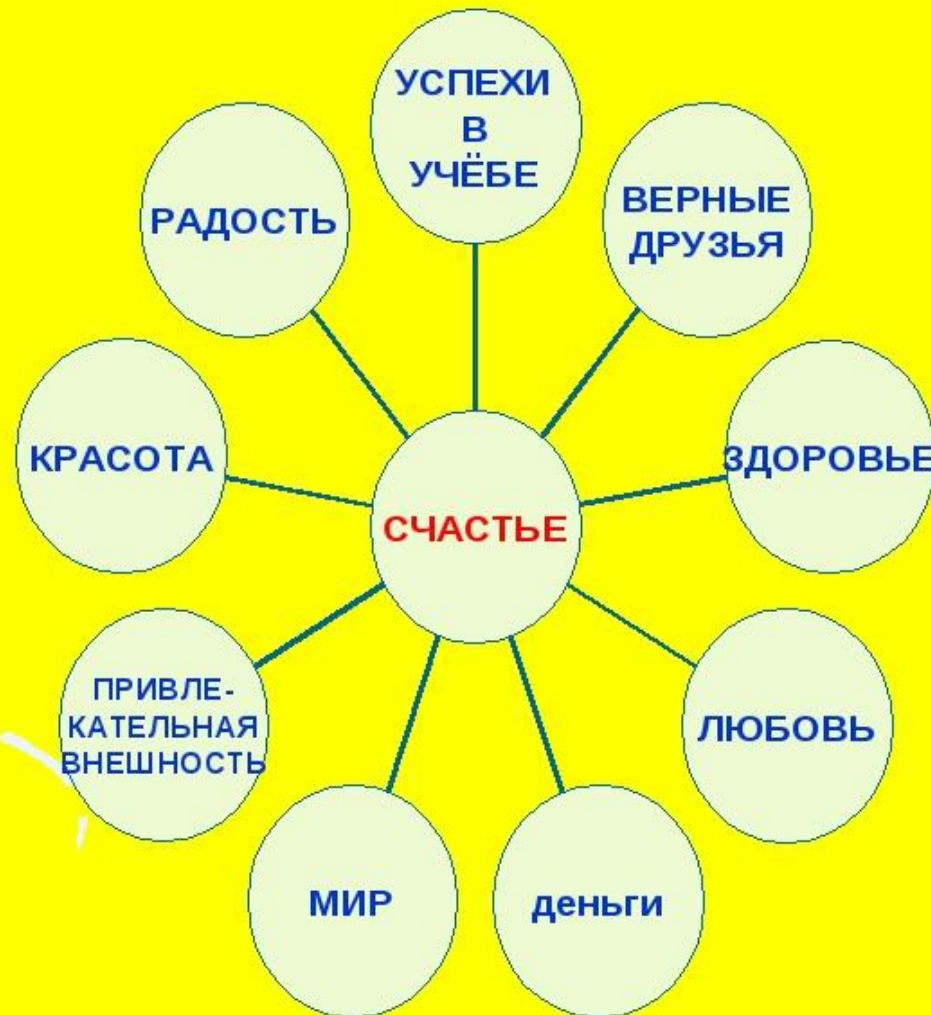 УСПЕХИ
В
УЧЁБЕ
ВЕРНЫЕ
ДРУЗЬЯ
РАДОСТЬ
КРАСОТА
ЗДОРОВЬЕ
СЧАСТЬЕ
ПРИВЛЕ-
КАТЕЛЬНАЯ
ВНЕШНОСТЬ
ЛЮБОВЬ
МИР
деньги